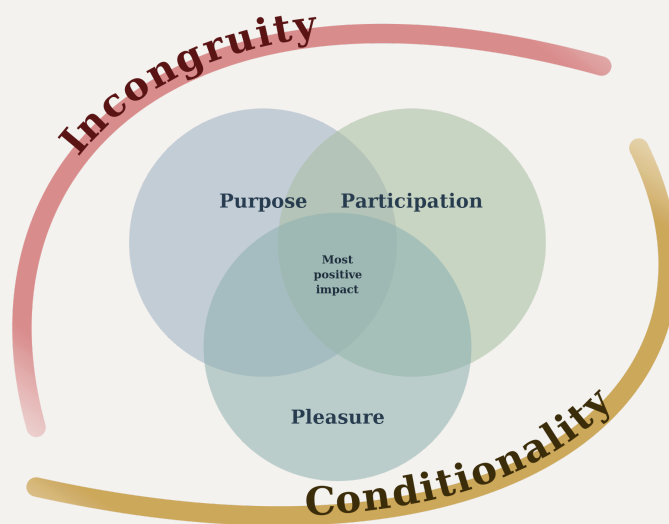 Incongruity
Purpose
Participation
Most
positive
impact
Pleasure
Conditionality